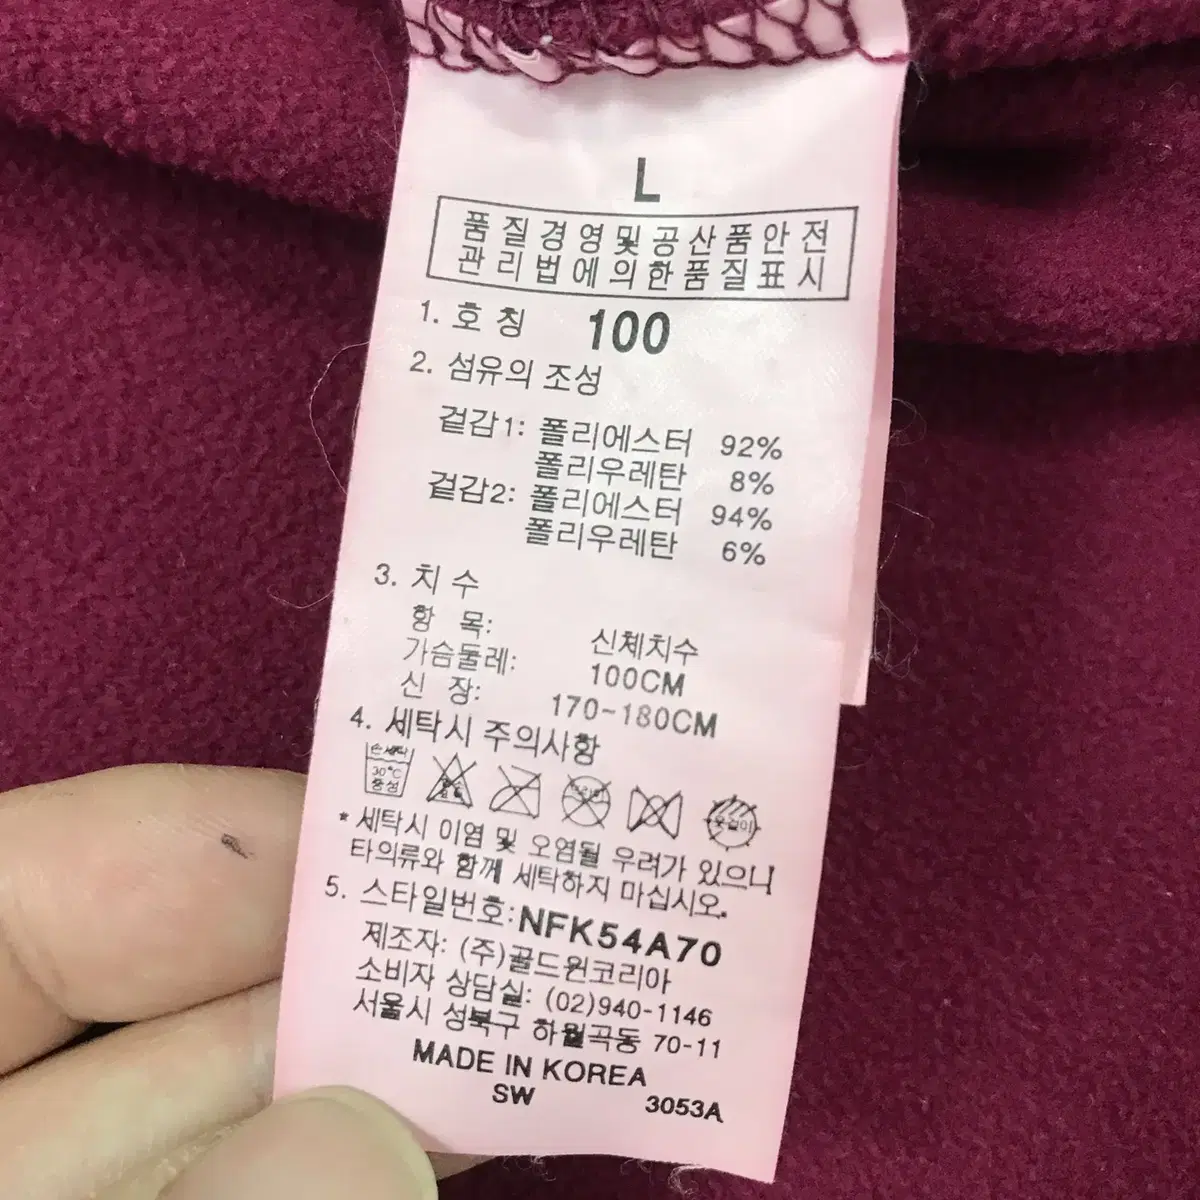 L
품질경영및공산품안전
관리법에의한품질표시
1. 호칭 100
2. 섬유의 조성
겉감1: 폴리에스터 92%
폴리우레탄 8%
겉감2: 폴리에스터 94%
폴리우레탄 6%
3. 치수
항 목: 신체치수
가슴둘레: 100CM
신 장: 170~180CM
4. 세탁시 주의사항
손세탁
30°C
중성
옷걸이
* 세탁시 이염 및 오염될 우려가 있으니
타의류와 함께 세탁하지 마십시오.
5. 스타일번호: NFK54A70
제조자: (주)골드윈코리아
소비자 상담실: (02)940-1146
서울시 성북구 하월곡동 70-11
MADE IN KOREA
SW 3053A